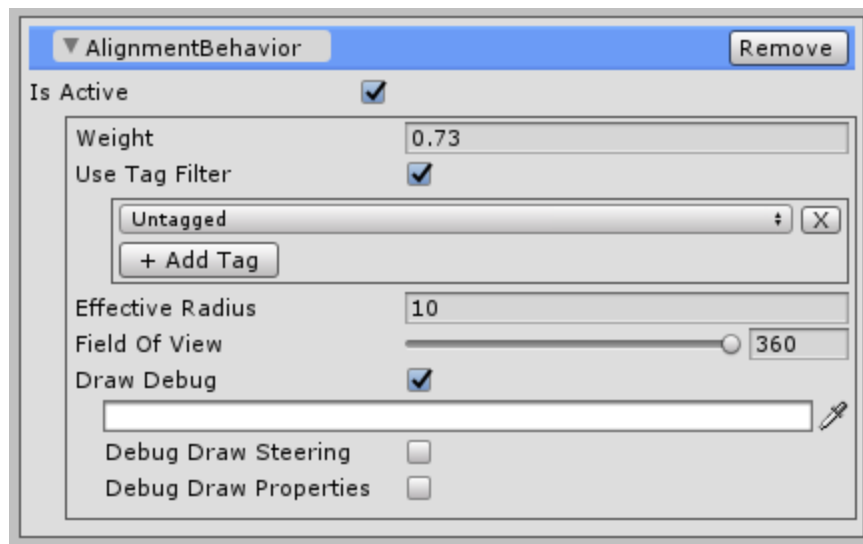 AlignmentBehavior Remove
Is Active
Weight 0.73
Use Tag Filter
Untagged X
+ Add Tag
Effective Radius 10
Field Of View 360
Draw Debug
Debug Draw Steering
Debug Draw Properties